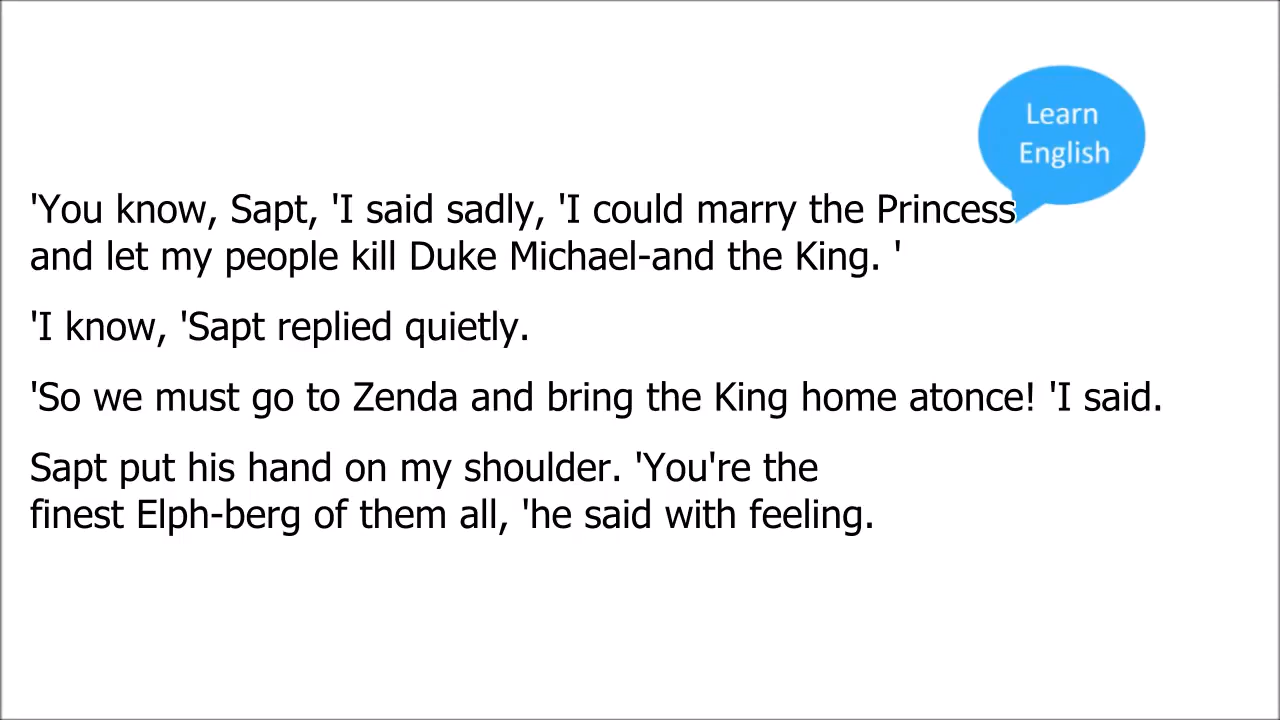 Learn
English
'You know, Sapt, 'I said sadly, 'I could marry the Princess
and let my people kill Duke Michael-and the King. '
'I know, 'Sapt replied quietly.
'So we must go to Zenda and bring the King home atonce! 'I said.
Sapt put his hand on my shoulder. 'You're the
finest Elph-berg of them all, 'he said with feeling.